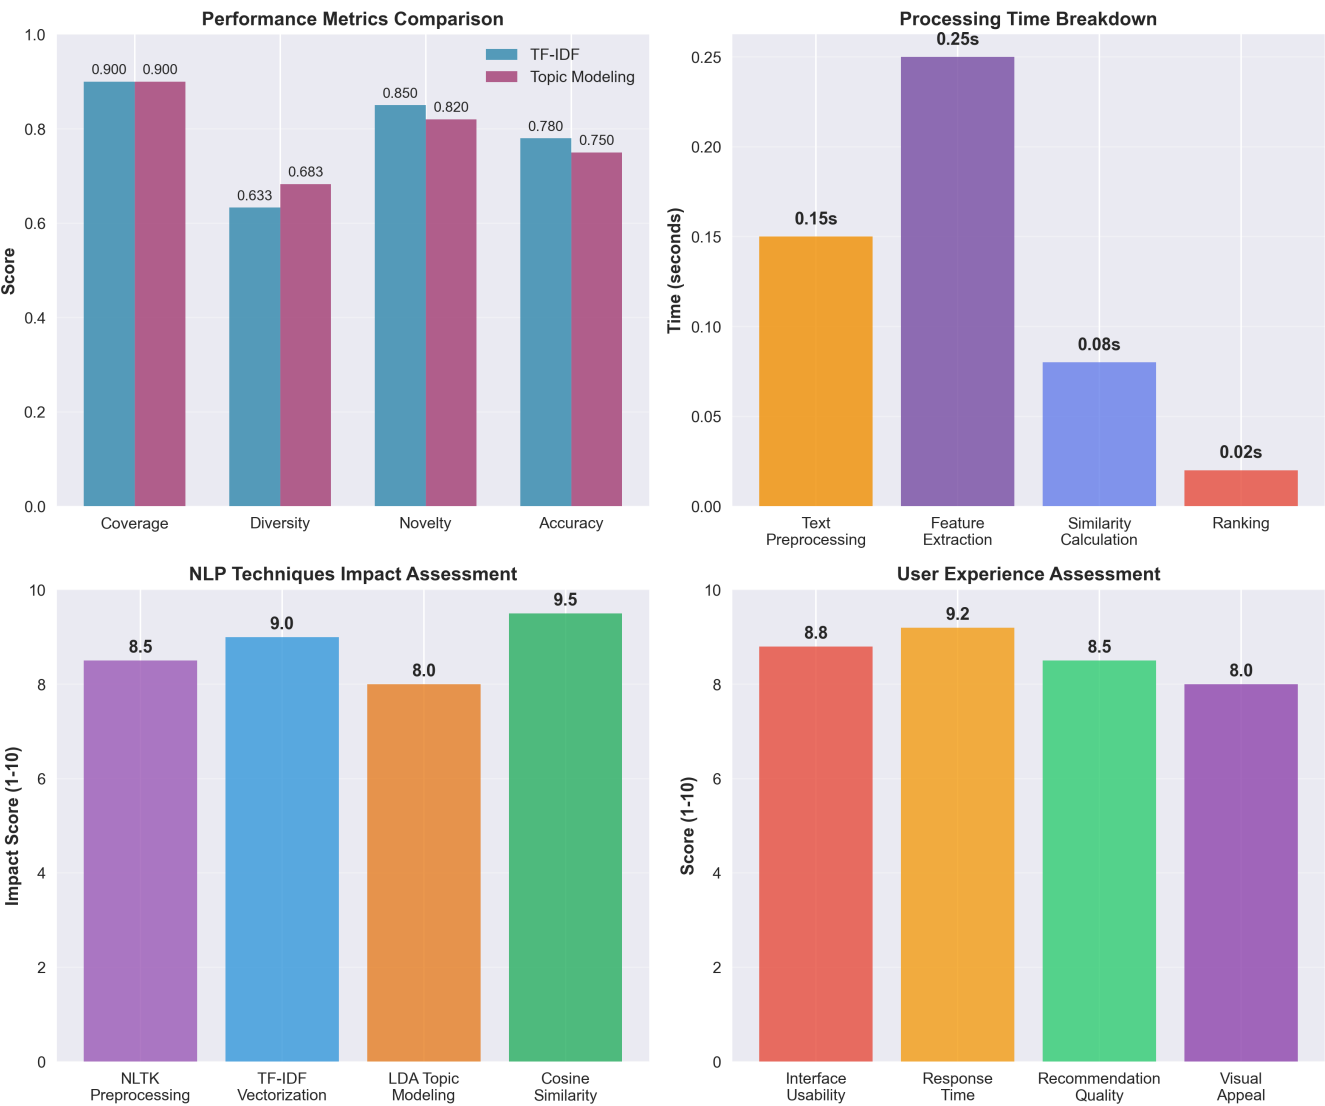 Performance Metrics Comparison
Score
1.0
0.8
0.6
0.4
0.2
0.0
TF-IDF
Topic Modeling
0.900
0.900
0.633
0.683
0.850
0.820
0.780
0.750
Coverage
Diversity
Novelty
Accuracy
Processing Time Breakdown
Time (seconds)
0.25
0.20
0.15
0.10
0.05
0.00
0.15s
0.25s
0.08s
0.02s
Text
Preprocessing
Feature
Extraction
Similarity
Calculation
Ranking
NLP Techniques Impact Assessment
Impact Score (1-10)
10
8
6
4
2
0
8.5
9.0
8.0
9.5
NLTK
Preprocessing
TF-IDF
Vectorization
LDA Topic
Modeling
Cosine
Similarity
User Experience Assessment
Score (1-10)
10
8
6
4
2
0
8.8
9.2
8.5
8.0
Interface
Usability
Response
Time
Recommendation
Quality
Visual
Appeal